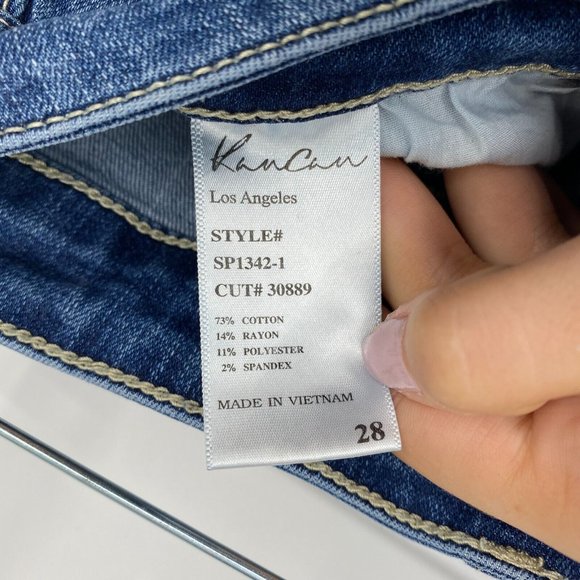 KanCan
Los Angeles
STYLE#
SP1342-1
CUT# 30889
73% COTTON
14% RAYON
11% POLYESTER
2% SPANDEX
MADE IN VIETNAM
28